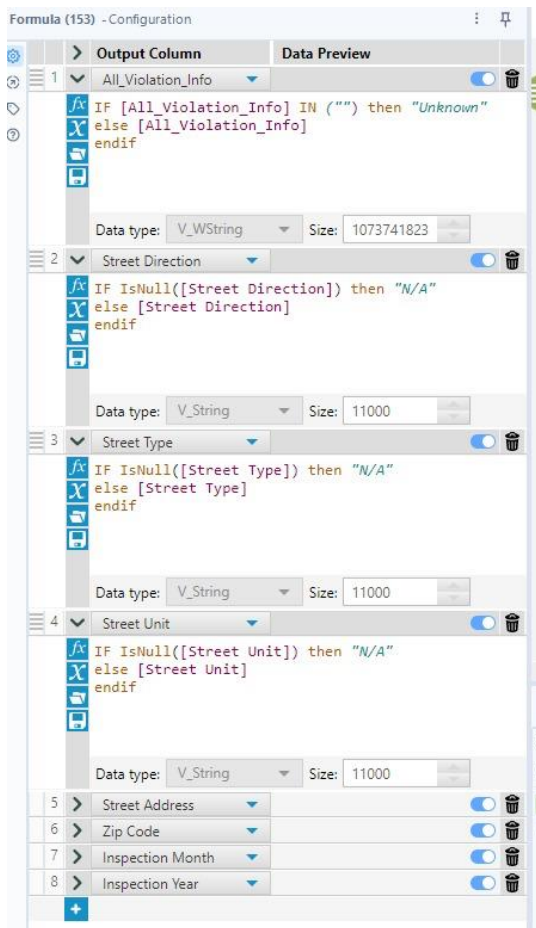 Formula (153) - Configuration
Output Column Data Preview
1 All_Violation_Info
IF [All_Violation_Info] IN ("") then "Unknown"
else [All_Violation_Info]
endif
Data type: V_WString Size: 1073741823
2 Street Direction
IF IsNull([Street Direction]) then "N/A"
else [Street Direction]
endif
Data type: V_String Size: 11000
3 Street Type
IF IsNull([Street Type]) then "N/A"
else [Street Type]
endif
Data type: V_String Size: 11000
4 Street Unit
IF IsNull([Street Unit]) then "N/A"
else [Street Unit]
endif
Data type: V_String Size: 11000
5 Street Address
6 Zip Code
7 Inspection Month
8 Inspection Year